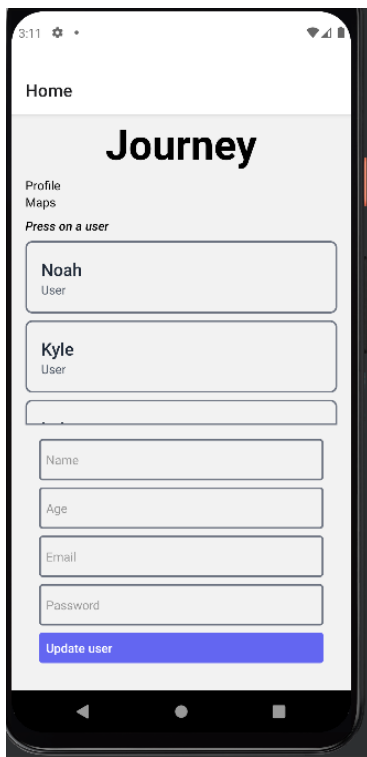 3:11
Home
Journey
Profile
Maps
Press on a user
Noah
User
Kyle
User
Name
Age
Email
Password
Update user